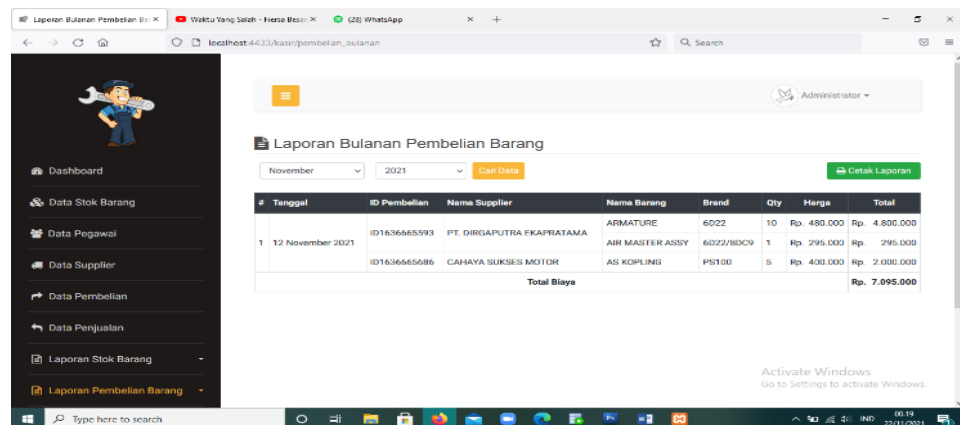 Laporan Bulanan Pembelian Ba
Waktu Yang Salah - Fiersa Besar
(28) WhatsApp
localhost:4433/kasir/pembelian_bulanan
Search
Administrator
Laporan Bulanan Pembelian Barang
November 2021 Cari Data Cetak Laporan
Dashboard
Data Stok Barang
Data Pegawai
Data Supplier
Data Pembelian
Data Penjualan
Laporan Stok Barang
Laporan Pembelian Barang
# Tanggal ID Pembelian Nama Supplier Nama Barang Brand Qty Harga Total
1 12 November 2021 ID1636665593 PT. DIRGAPUTRA EKAPRATAMA ARMATURE 6D22 10 Rp. 480.000 Rp. 4.800.000
AIR MASTER ASSY 6D22/8DC9 1 Rp. 295.000 Rp. 295.000
ID1636665686 CAHAYA SUKSES MOTOR AS KOPLING PS100 5 Rp. 400.000 Rp. 2.000.000
Total Biaya Rp. 7.095.000
Activate Windows
Go to Settings to activate Windows.
Type here to search
IND
00.19
22/11/2021